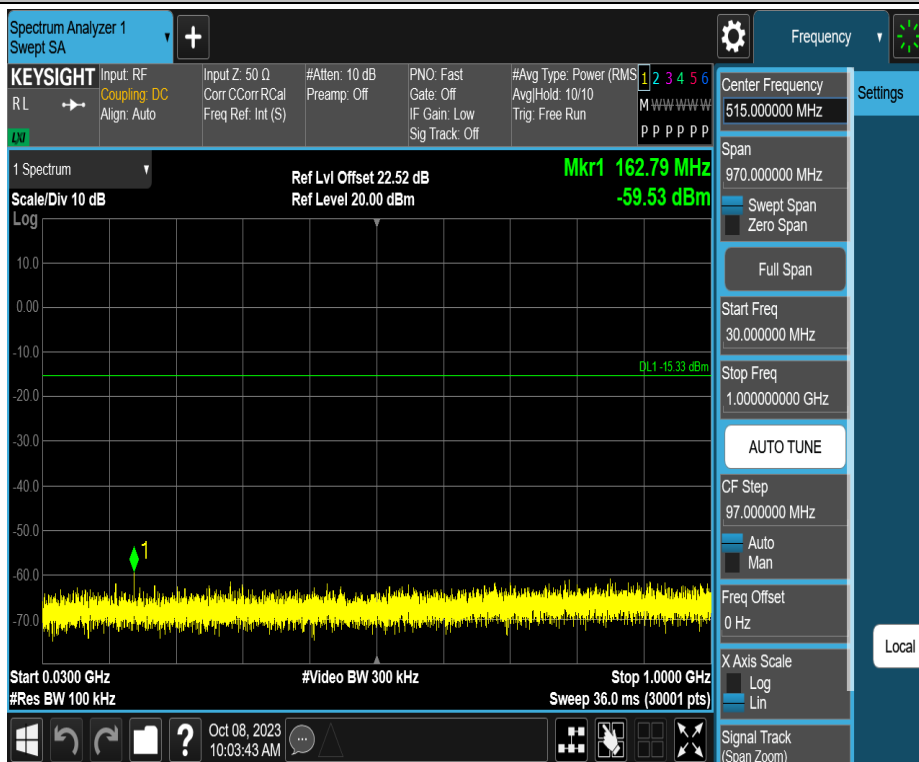 Spectrum Analyzer 1
Swept SA
Frequency
KEYSIGHT
RL
LXI
Input: RF
Coupling: DC
Align: Auto
Input Z: 50 Ω
Corr CCorr RCal
Freq Ref: Int (S)
#Atten: 10 dB
Preamp: Off
PNO: Fast
Gate: Off
IF Gain: Low
Sig Track: Off
#Avg Type: Power (RMS
Avg|Hold: 10/10
Trig: Free Run
1 2 3 4 5 6
M W W W W W
P P P P P P
1 Spectrum
Scale/Div 10 dB
Log
Ref Lvl Offset 22.52 dB
Ref Level 20.00 dBm
Mkr1 162.79 MHz
-59.53 dBm
10.0
0.00
-10.0
DL1 -15.33 dBm
-20.0
-30.0
-40.0
-50.0
1
-60.0
-70.0
Start 0.0300 GHz
#Video BW 300 kHz
Stop 1.0000 GHz
#Res BW 100 kHz
Sweep 36.0 ms (30001 pts)
?
Oct 08, 2023
10:03:43 AM
Center Frequency
515.000000 MHz
Settings
Span
970.000000 MHz
Swept Span
Zero Span
Full Span
Start Freq
30.000000 MHz
Stop Freq
1.000000000 GHz
AUTO TUNE
CF Step
97.000000 MHz
Auto
Man
Freq Offset
0 Hz
Local
X Axis Scale
Log
Lin
Signal Track
(Span Zoom)